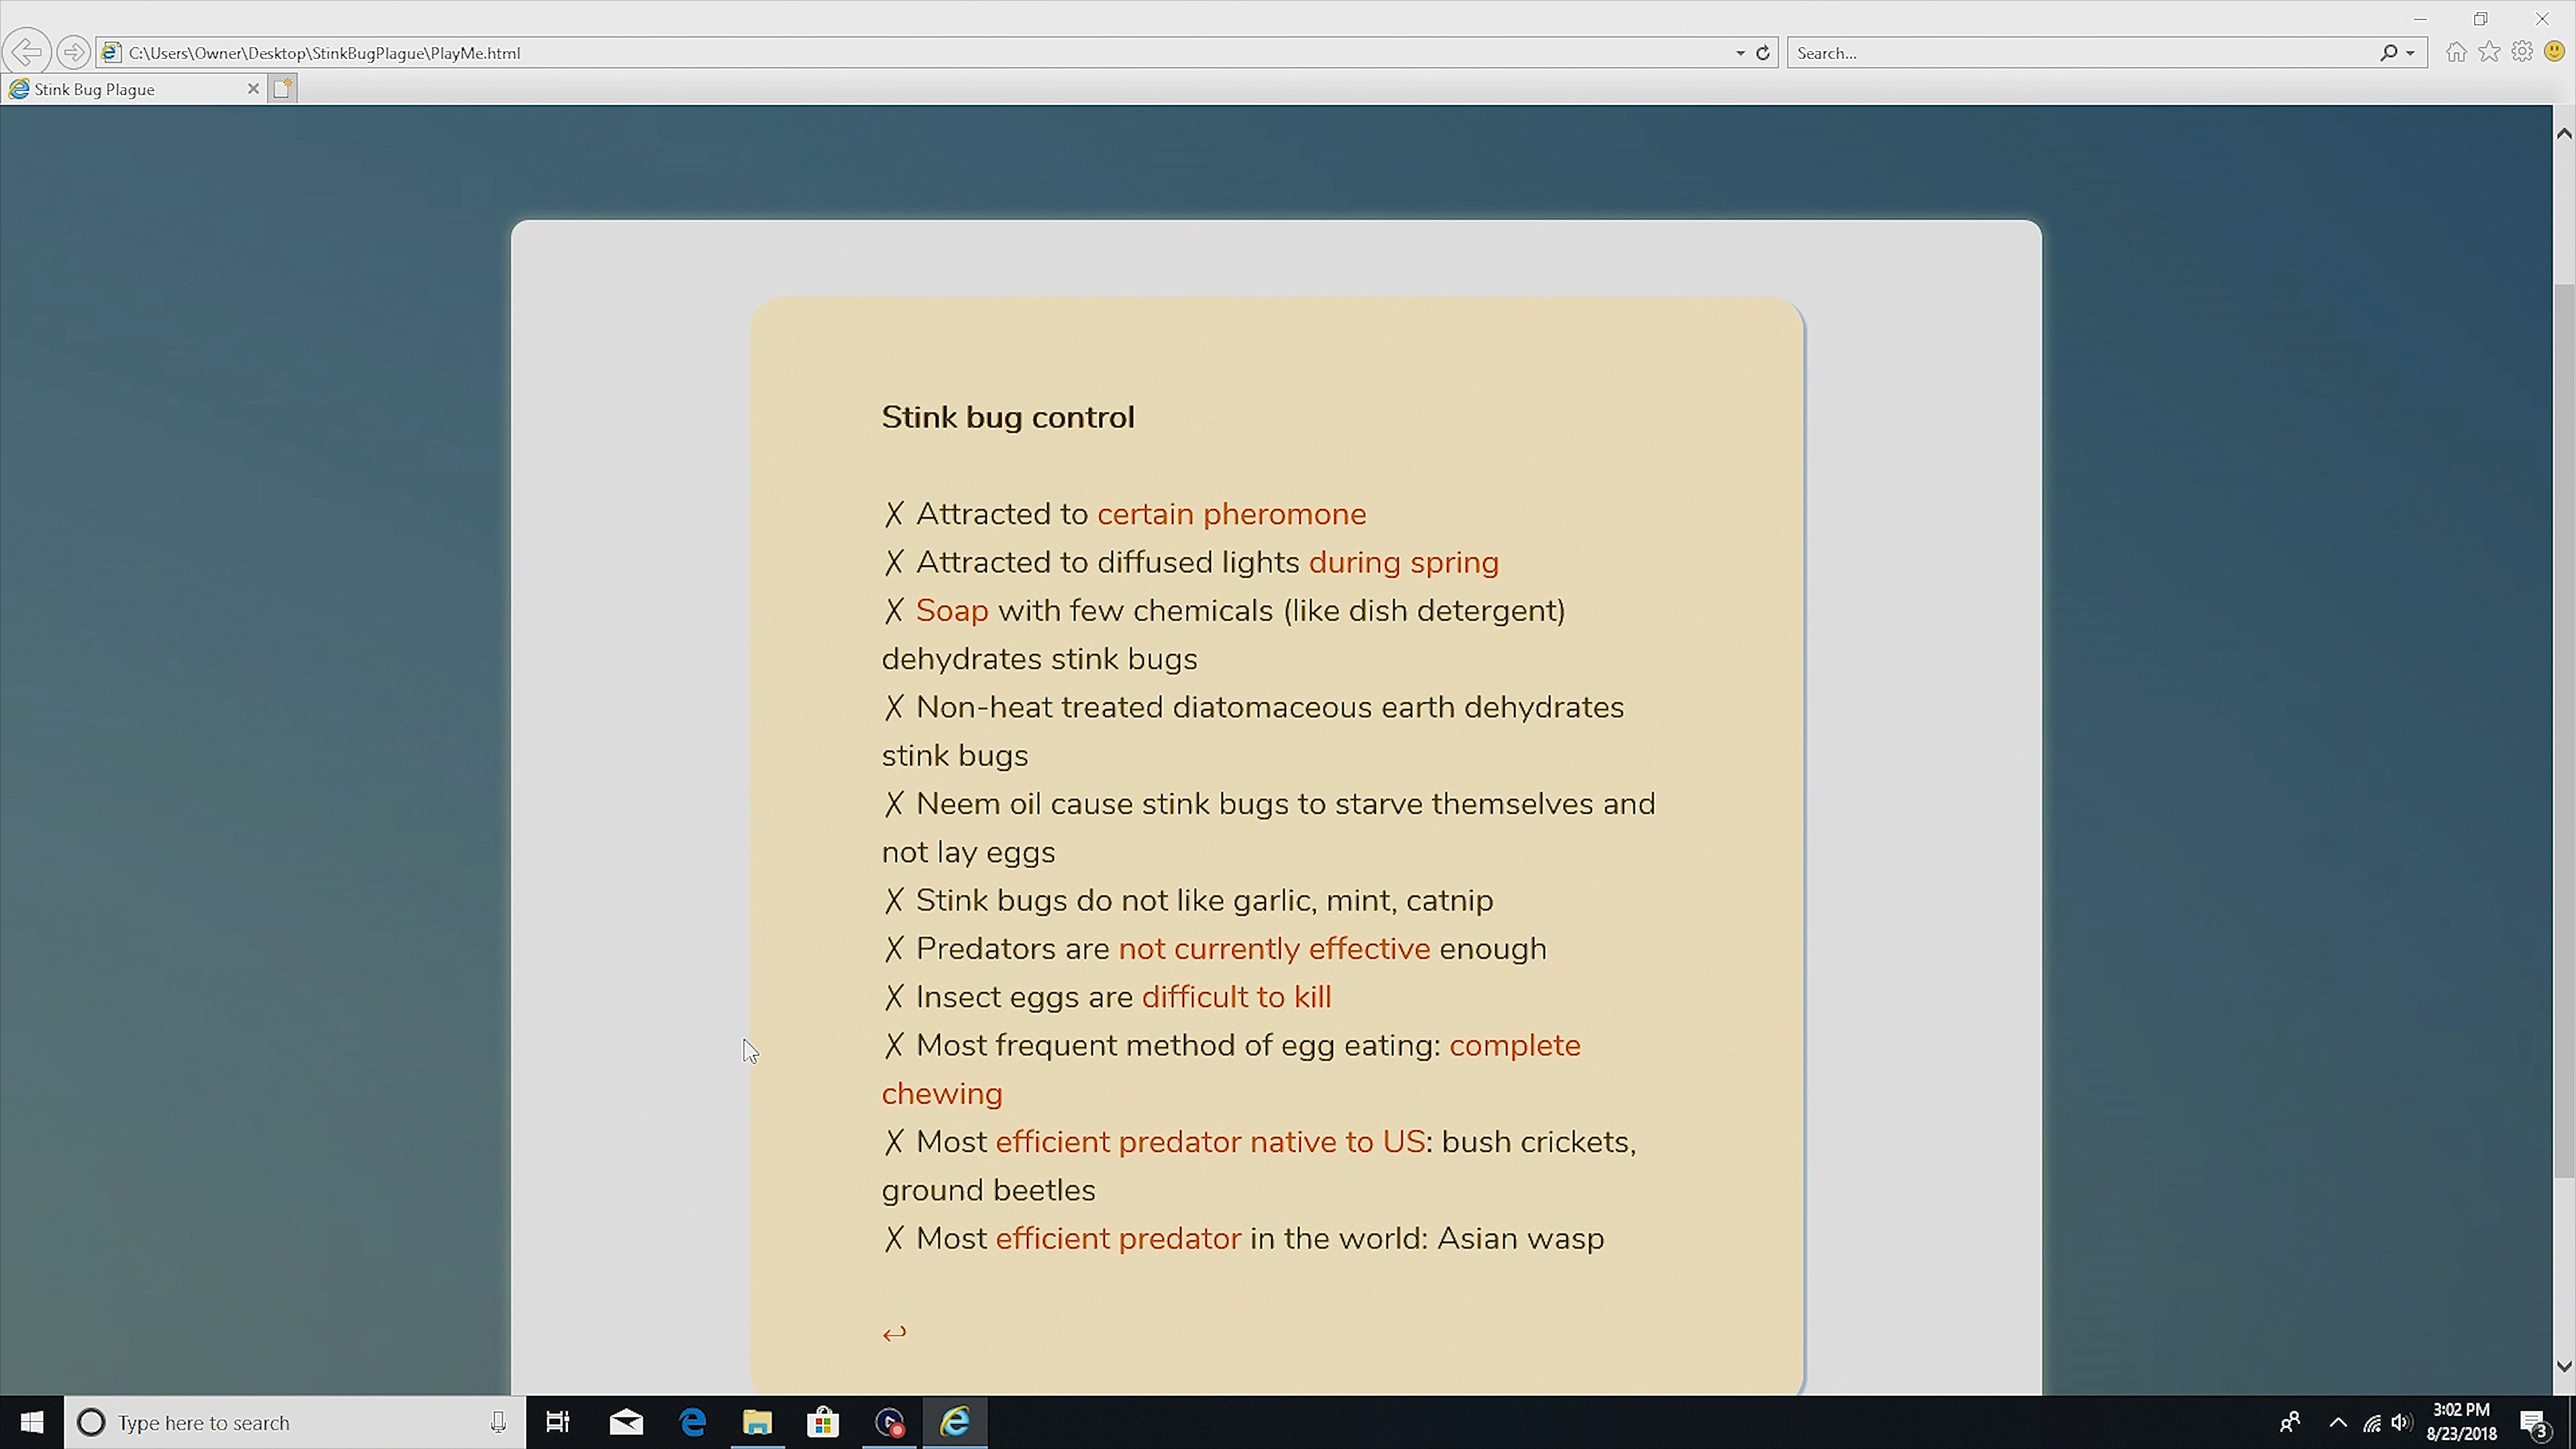 C:\Users\Owner\Desktop\StinkBugPlague\PlayMe.html
Search...
Stink Bug Plague
Stink bug control
✗ Attracted to certain pheromone
✗ Attracted to diffused lights during spring
✗ Soap with few chemicals (like dish detergent)
dehydrates stink bugs
✗ Non-heat treated diatomaceous earth dehydrates
stink bugs
✗ Neem oil cause stink bugs to starve themselves and
not lay eggs
✗ Stink bugs do not like garlic, mint, catnip
✗ Predators are not currently effective enough
✗ Insect eggs are difficult to kill
✗ Most frequent method of egg eating: complete
chewing
✗ Most efficient predator native to US: bush crickets,
ground beetles
✗ Most efficient predator in the world: Asian wasp
↩
Type here to search
3:02 PM
8/23/2018
3